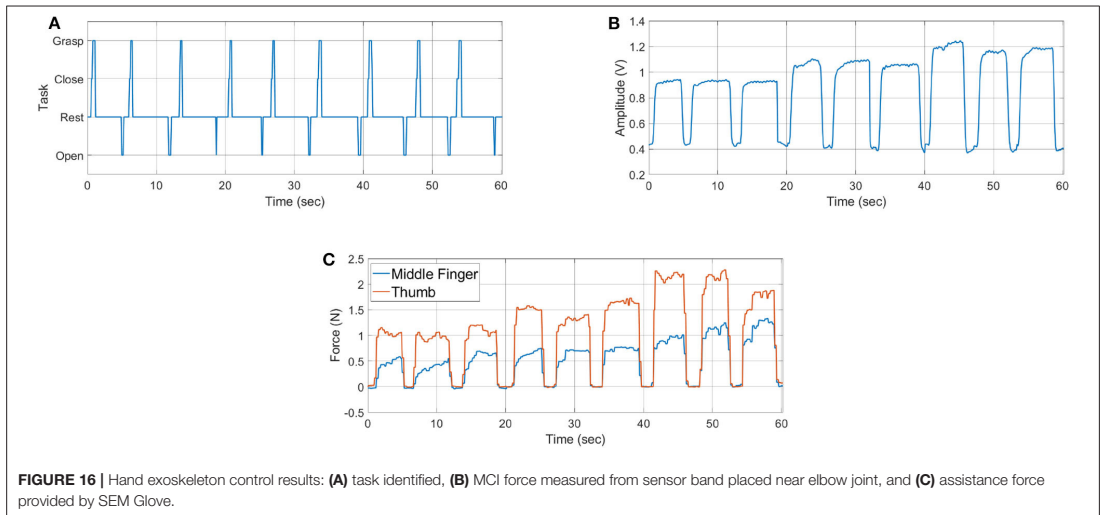 A
Grasp
Close
Rest
Open
Task
0 10 20 30 40 50 60
Time (sec)
B
1.4
1.2
1
0.8
0.6
0.4
0.2
Amplitude (V)
0 10 20 30 40 50 60
Time (sec)
C
2.5
2
1.5
1
0.5
0
-0.5
Force (N)
Middle Finger
Thumb
0 10 20 30 40 50 60
Time (sec)
FIGURE 16 | Hand exoskeleton control results: (A) task identified, (B) MCI force measured from sensor band placed near elbow joint, and (C) assistance force
provided by SEM Glove.